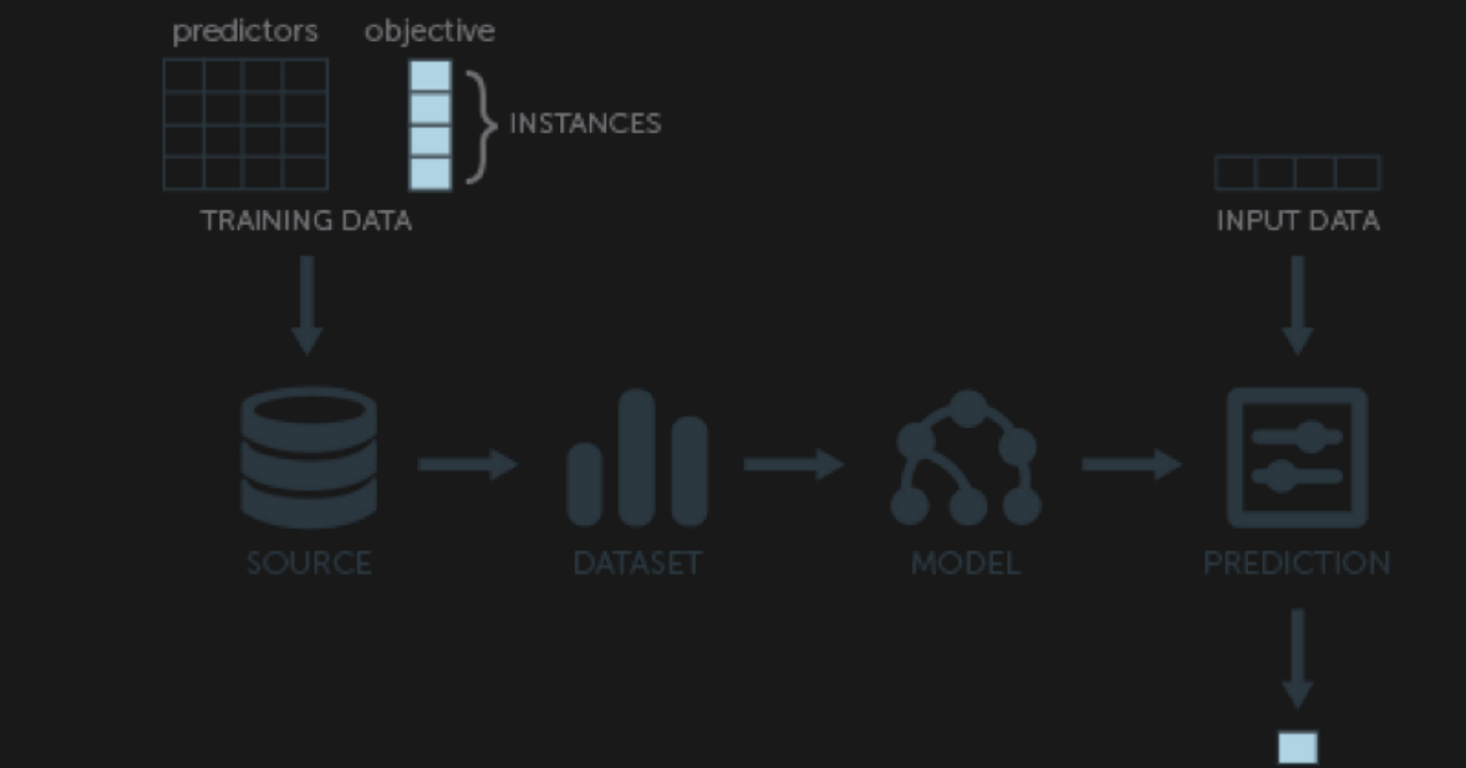 predictors objective
INSTANCES
TRAINING DATA
INPUT DATA
SOURCE
DATASET
MODEL
PREDICTION